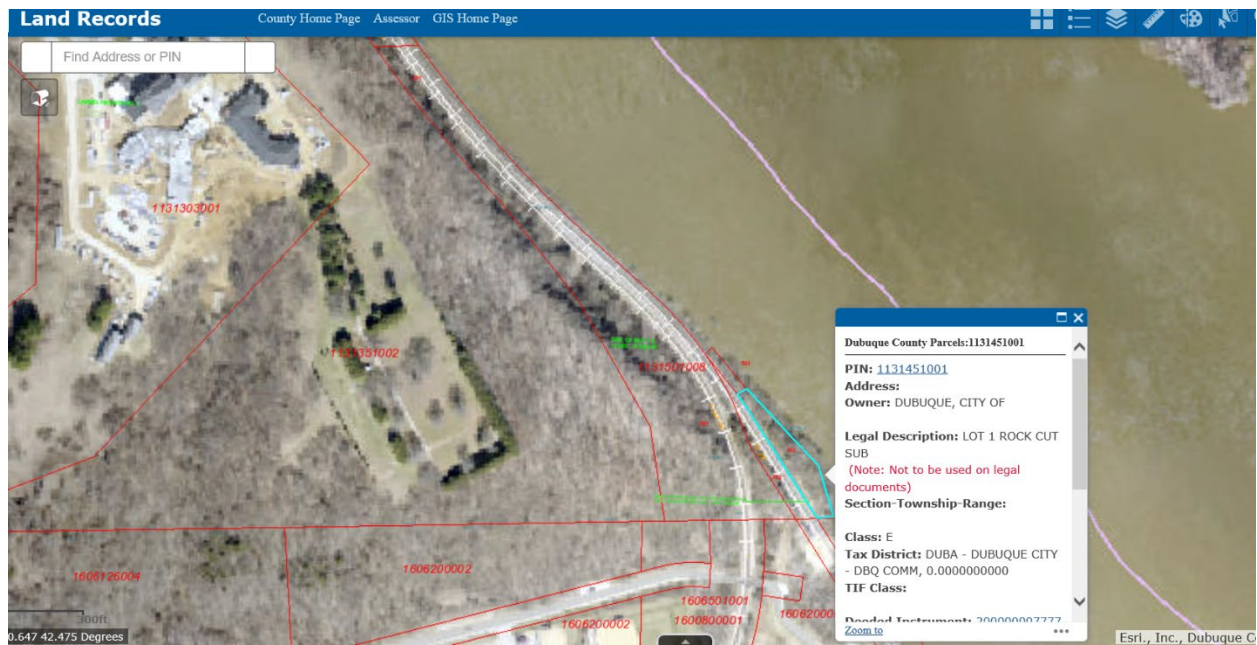 Land Records
County Home Page Assessor GIS Home Page
Find Address or PIN
1131303001
1131351002
1131501008
1606126004
1606200002
1606501001
1606200002
1600800001
300ft
0.647 42.475 Degrees
Dubuque County Parcels:1131451001
PIN: 1131451001
Address:
Owner: DUBUQUE, CITY OF
Legal Description: LOT 1 ROCK CUT
SUB
(Note: Not to be used on legal
documents)
Section-Township-Range:
Class: E
Tax District: DUBA - DUBUQUE CITY
- DBQ COMM, 0.0000000000
TIF Class:
Zoom to
Esri., Inc., Dubuque Co